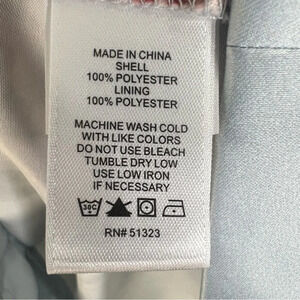 MADE IN CHINA
SHELL
100% POLYESTER
LINING
100% POLYESTER
MACHINE WASH COLD
WITH LIKE COLORS
DO NOT USE BLEACH
TUMBLE DRY LOW
USE LOW IRON
IF NECESSARY
30C
RN# 51323